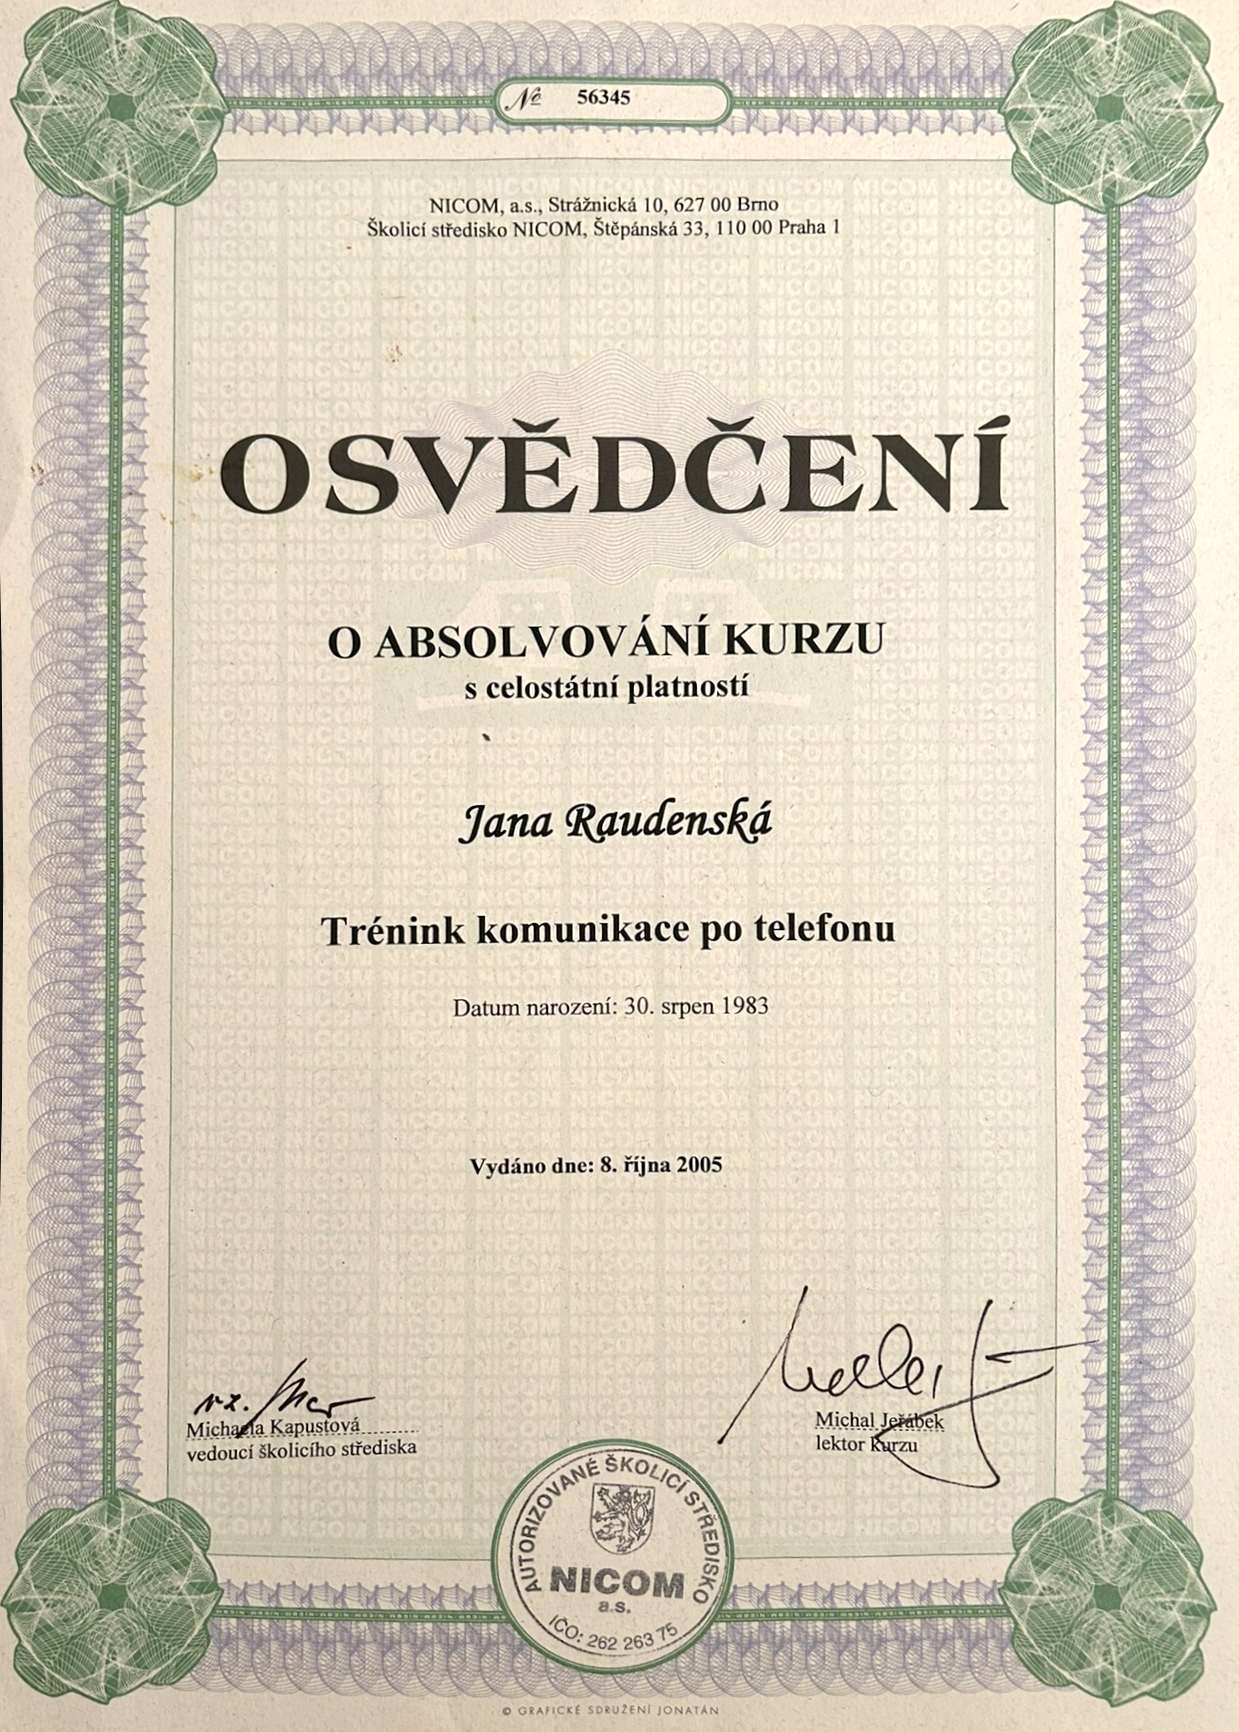 № 56345
NICOM, a.s., Strážnická 10, 627 00 Brno
Školicí středisko NICOM, Štěpánská 33, 110 00 Praha 1
OSVĚDČENÍ
O ABSOLVOVÁNÍ KURZU
s celostátní platností
Jana Raudenská
Trénink komunikace po telefonu
Datum narození: 30. srpen 1983
Vydáno dne: 8. října 2005
v.z.
Michaela Kapustová
vedoucí školicího střediska
Michal Jeřábek
lektor kurzu
AUTORIZOVANÉ ŠKOLICÍ STŘEDISKO
NICOM
a.s.
IČO: 262 263 75
© GRAFICKÉ SDRUŽENÍ JONATÁN